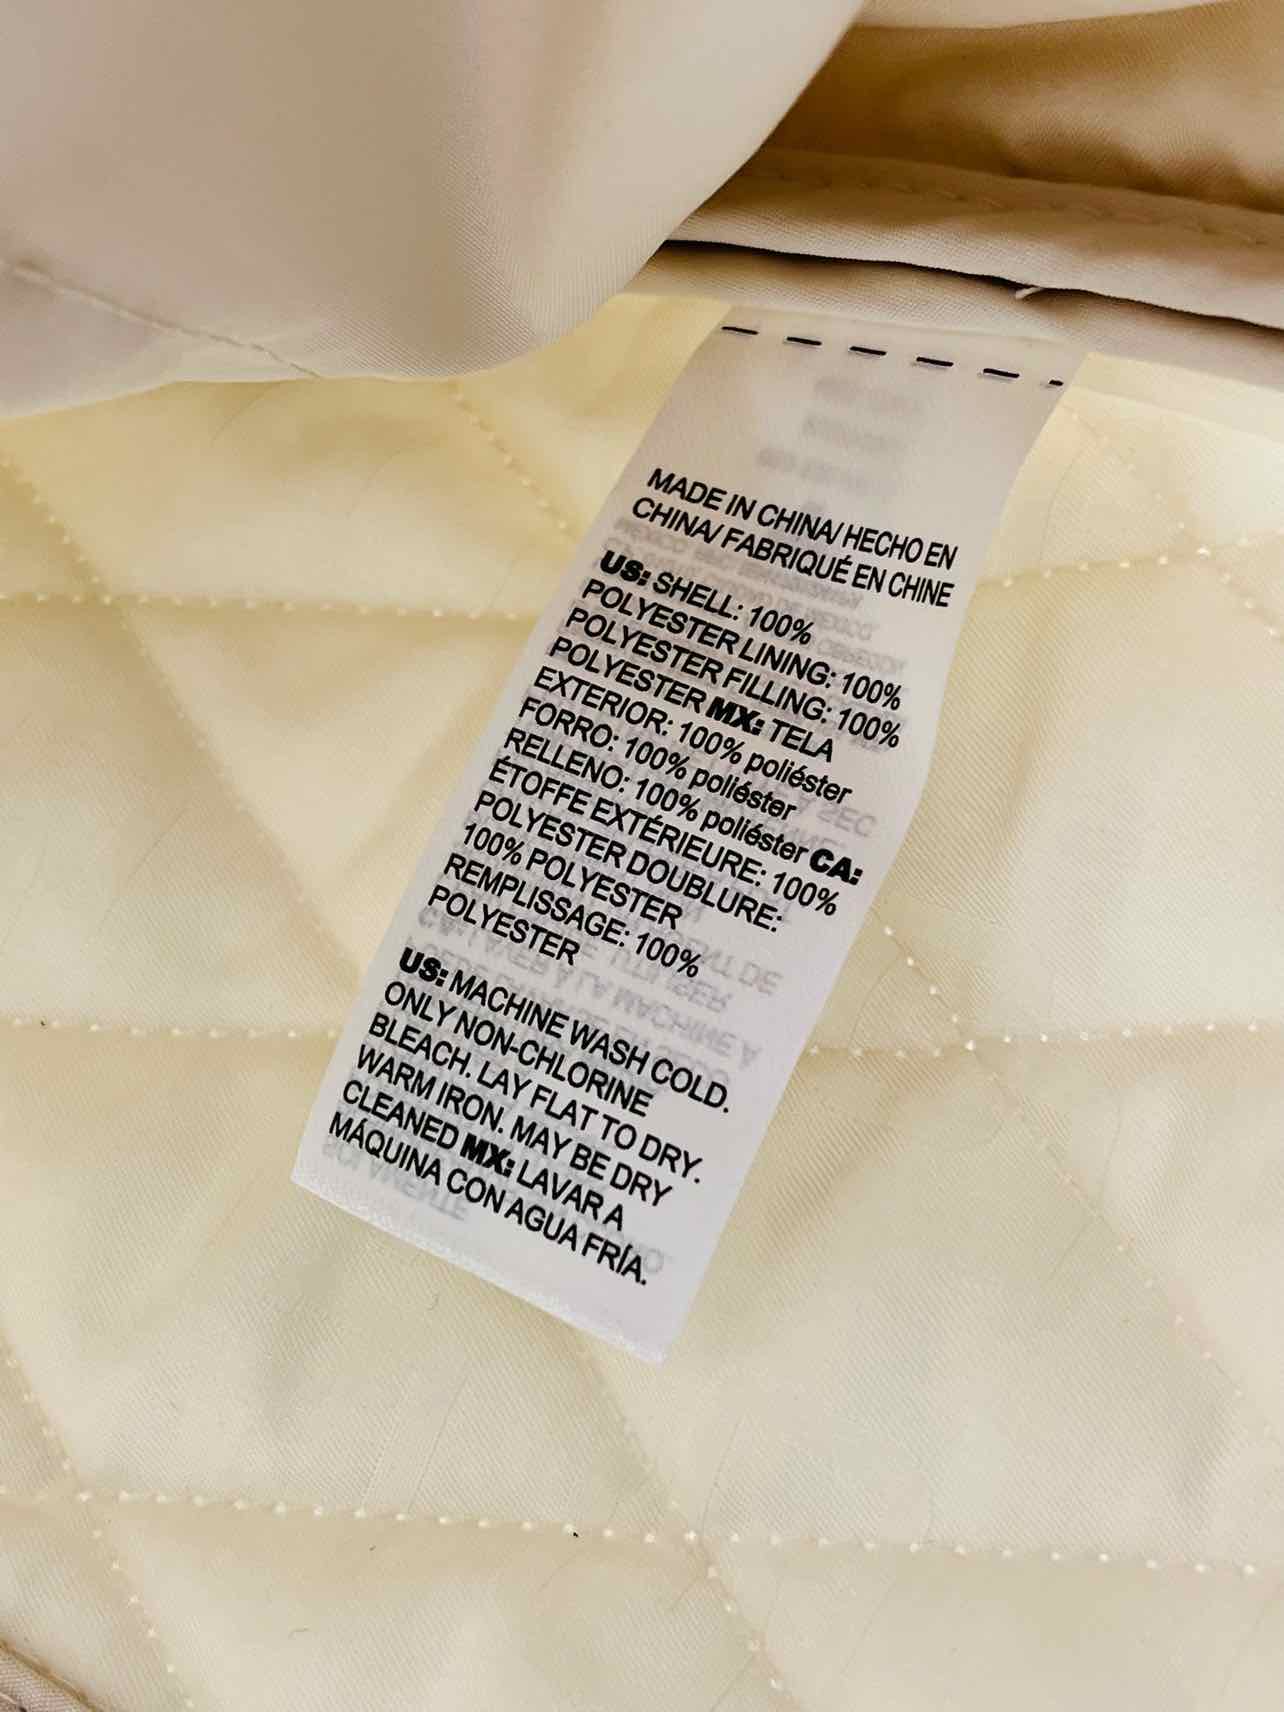 MADE IN CHINA/ HECHO EN
CHINA/ FABRIQUÉ EN CHINE
US: SHELL: 100%
POLYESTER LINING: 100%
POLYESTER FILLING: 100%
POLYESTER MX: TELA
EXTERIOR: 100% poliéster
FORRO: 100% poliéster
RELLENO: 100% poliéster CA:
ÉTOFFE EXTÉRIEURE: 100%
POLYESTER DOUBLURE:
100% POLYESTER
REMPLISSAGE: 100%
POLYESTER
US: MACHINE WASH COLD.
ONLY NON-CHLORINE
BLEACH. LAY FLAT TO DRY.
WARM IRON. MAY BE DRY
CLEANED MX: LAVAR A
MÁQUINA CON AGUA FRÍA.